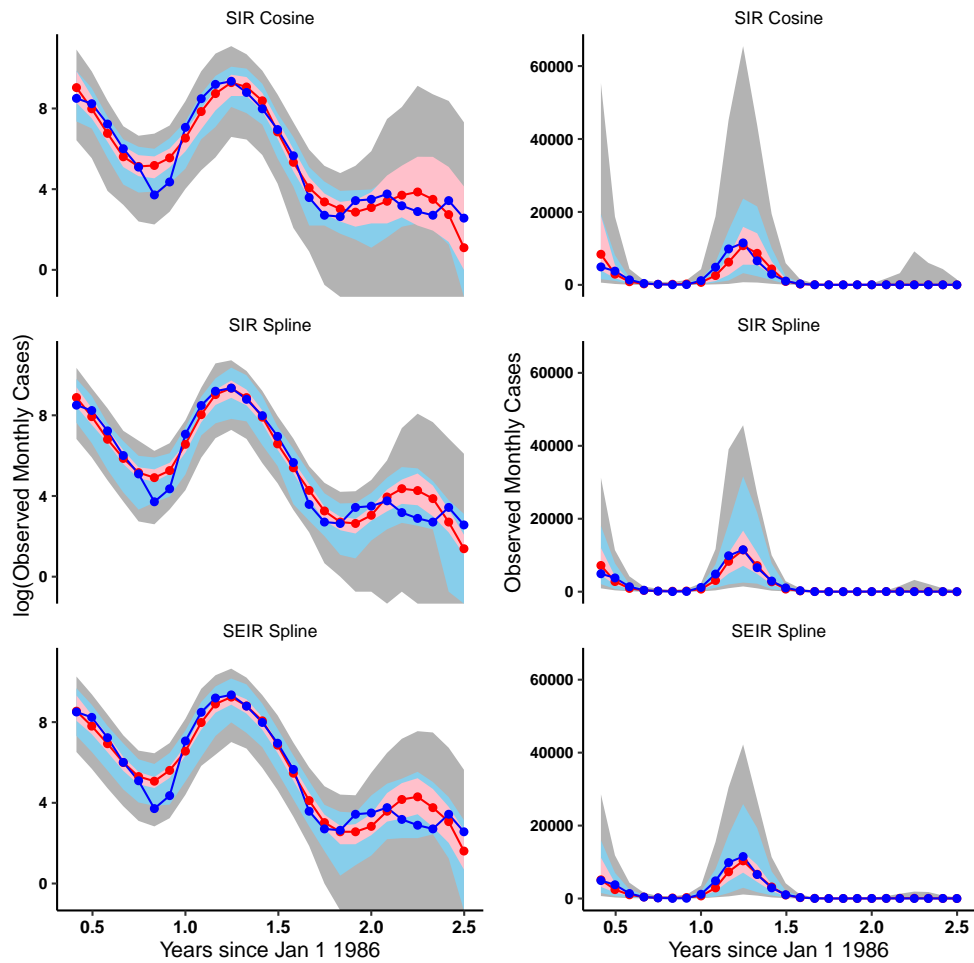 SIR Cosine
SIR Cosine
8
4
0
60000
40000
20000
0
SIR Spline
SIR Spline
8
4
0
60000
40000
20000
0
SEIR Spline
SEIR Spline
8
4
0
60000
40000
20000
0
log(Observed Monthly Cases)
Observed Monthly Cases
0.5 1.0 1.5 2.0 2.5
0.5 1.0 1.5 2.0 2.5
Years since Jan 1 1986
Years since Jan 1 1986